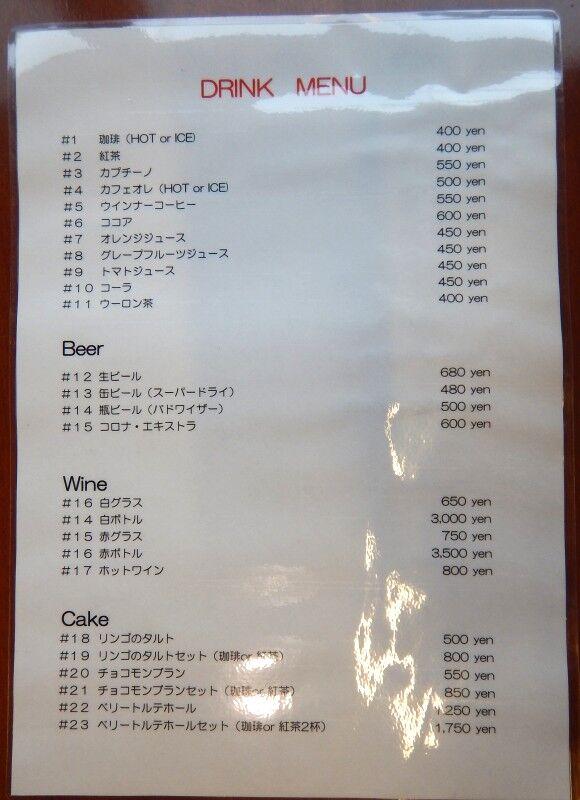 DRINK MENU
#1 珈琲（HOT or ICE） 400 yen
#2 紅茶 400 yen
#3 カプチーノ 550 yen
#4 カフェオレ（HOT or ICE） 500 yen
#5 ウインナーコーヒー 550 yen
#6 ココア 600 yen
#7 オレンジジュース 450 yen
#8 グレープフルーツジュース 450 yen
#9 トマトジュース 450 yen
#10 コーラ 450 yen
#11 ウーロン茶 400 yen
Beer
#12 生ビール 680 yen
#13 缶ビール（スーパードライ） 480 yen
#14 瓶ビール（バドワイザー） 500 yen
#15 コロナ・エキストラ 600 yen
Wine
#16 白グラス 650 yen
#14 白ボトル 3,000 yen
#15 赤グラス 750 yen
#16 赤ボトル 3,500 yen
#17 ホットワイン 800 yen
Cake
#18 リンゴのタルト 500 yen
#19 リンゴのタルトセット（珈琲or 紅茶） 800 yen
#20 チョコモンブラン 550 yen
#21 チョコモンブランセット（珈琲or 紅茶） 850 yen
#22 ベリートルテホール 1,250 yen
#23 ベリートルテホールセット（珈琲or 紅茶2杯） 1,750 yen